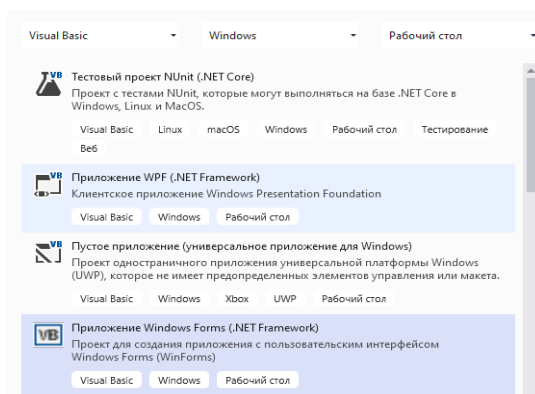 Visual Basic Windows Рабочий стол
VB
Тестовый проект NUnit (.NET Core)
Проект с тестами NUnit, которые могут выполняться на базе .NET Core в
Windows, Linux и MacOS.
Visual Basic Linux macOS Windows Рабочий стол Тестирование
Веб
VB
Приложение WPF (.NET Framework)
Клиентское приложение Windows Presentation Foundation
Visual Basic Windows Рабочий стол
VB
Пустое приложение (универсальное приложение для Windows)
Проект одностраничного приложения универсальной платформы Windows
(UWP), которое не имеет предопределенных элементов управления или макета.
Visual Basic Windows Xbox UWP Рабочий стол
VB
Приложение Windows Forms (.NET Framework)
Проект для создания приложения с пользовательским интерфейсом
Windows Forms (WinForms)
Visual Basic Windows Рабочий стол